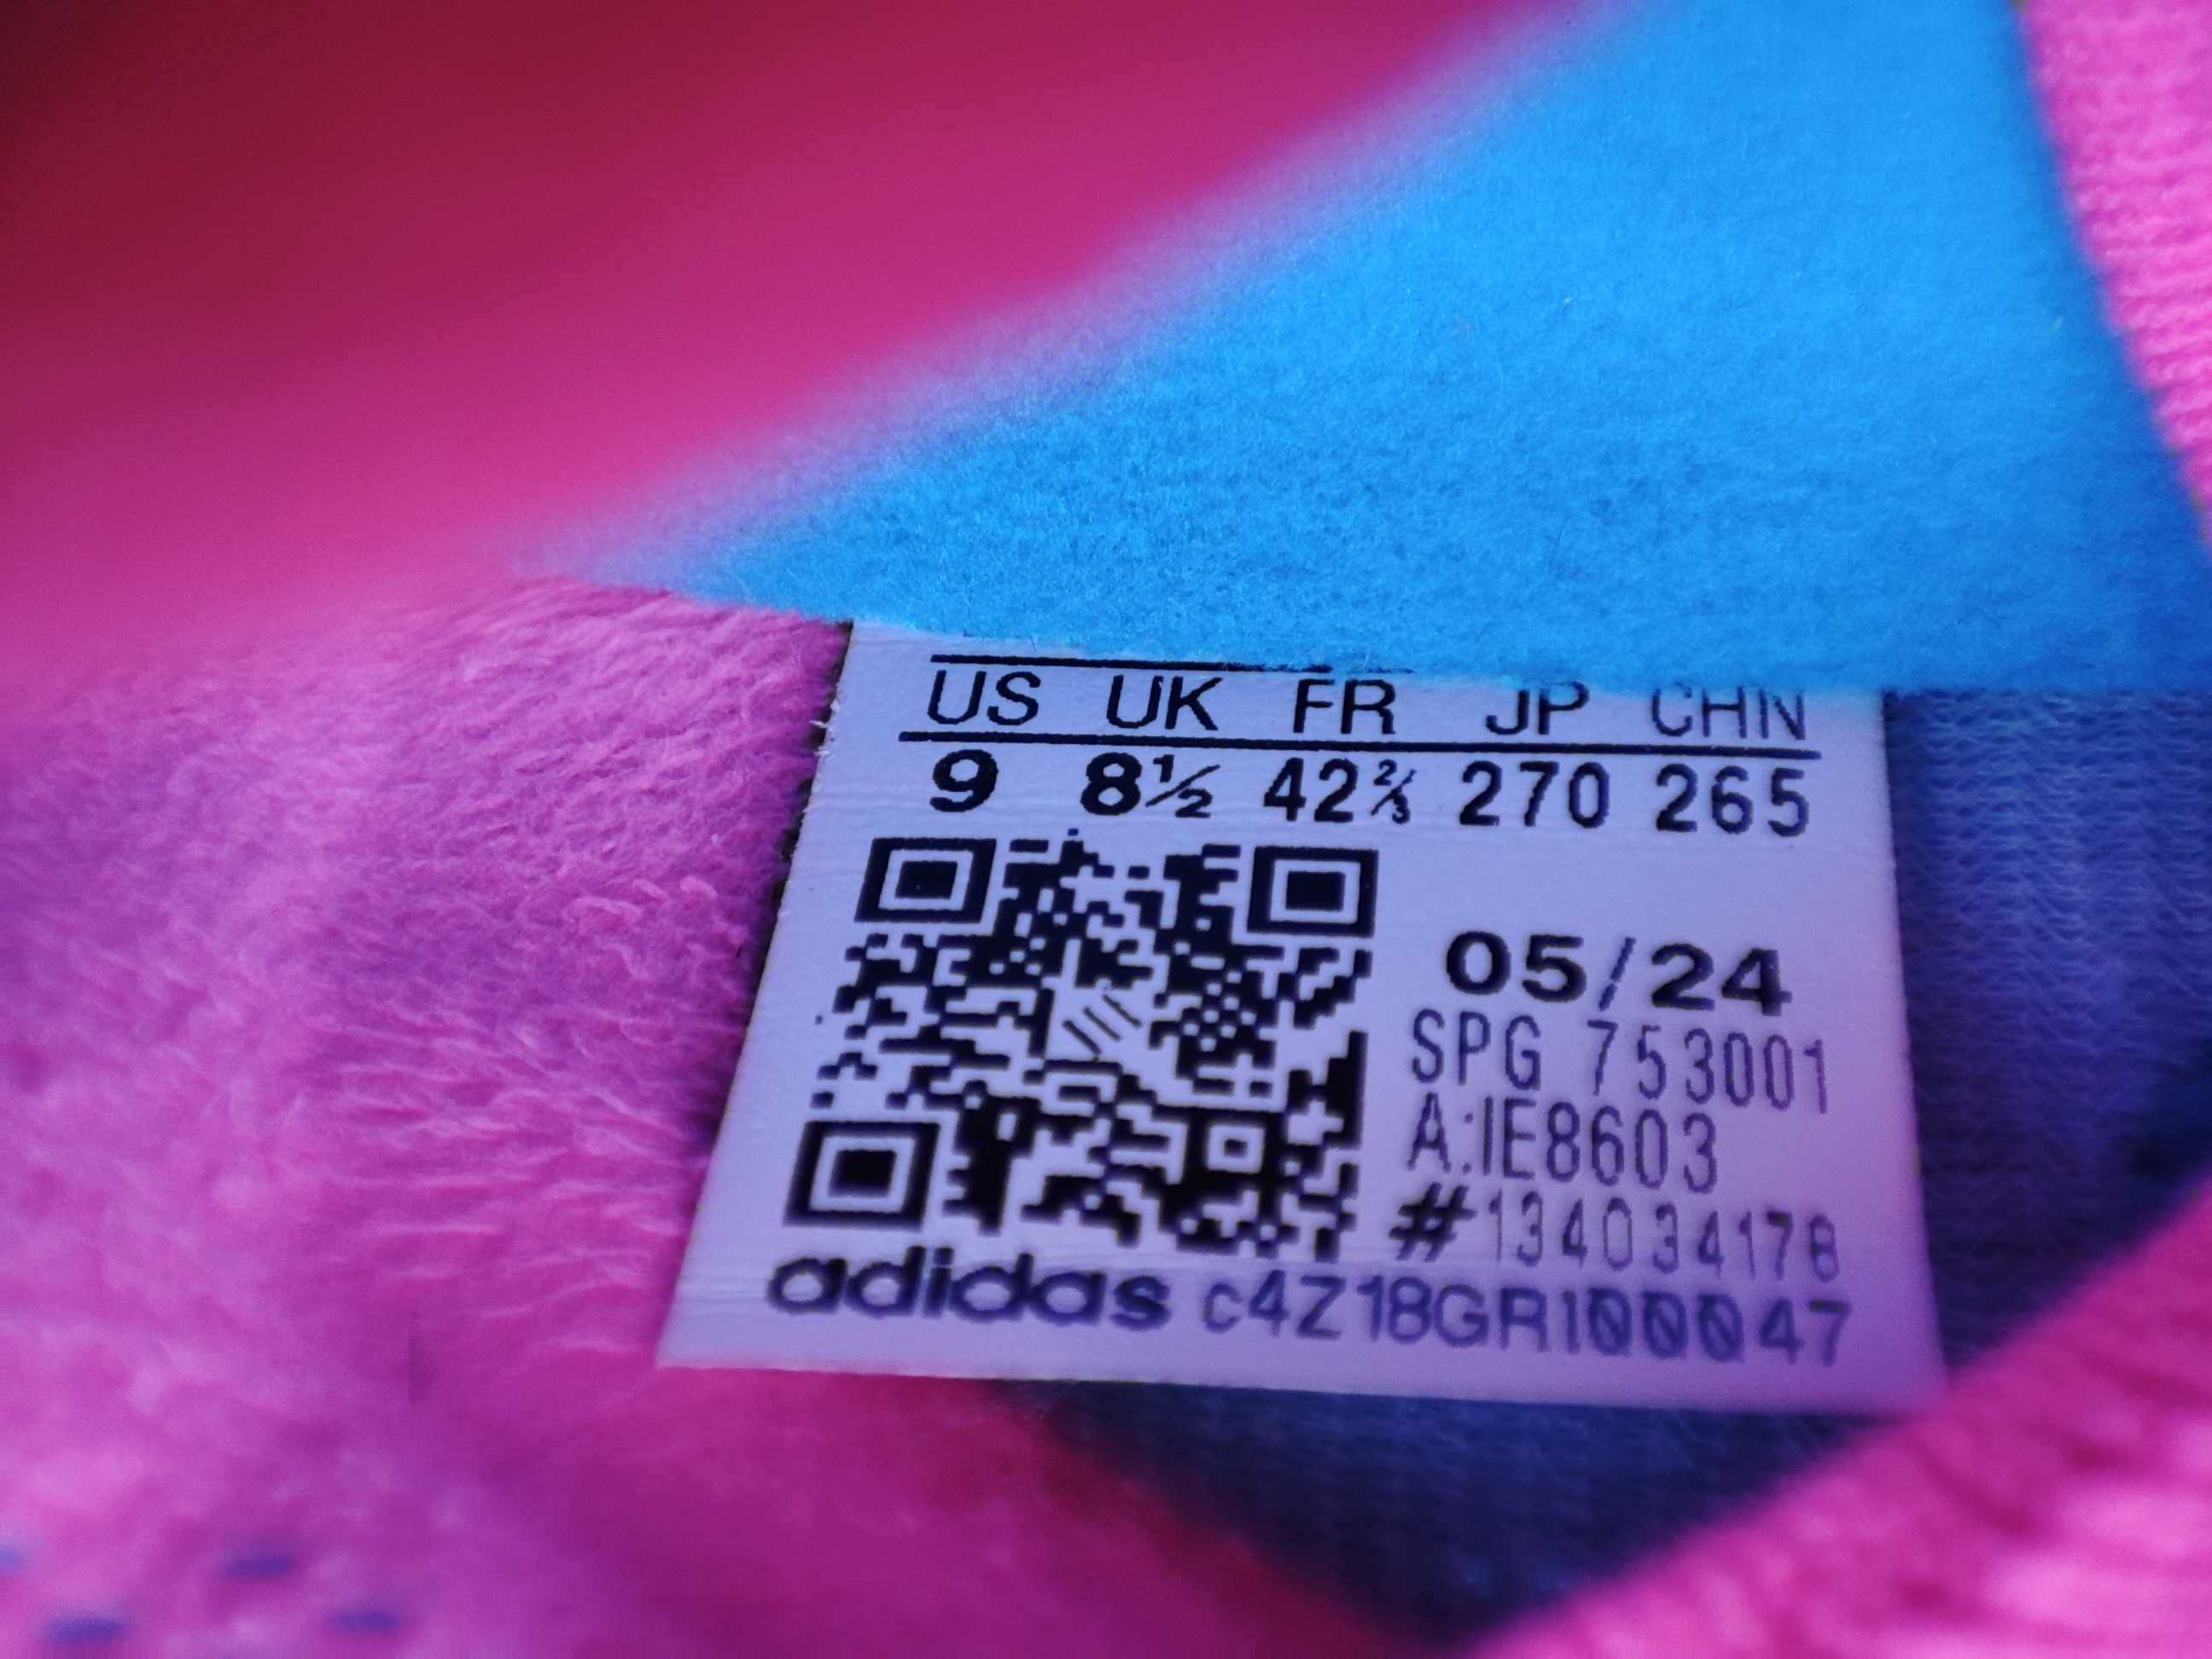 US UK FR JP CHN
9 8½ 42⅔ 270 265
05/24
SPG 753001
A:IE8603
#134034178
adidas c4Z18GRI00047